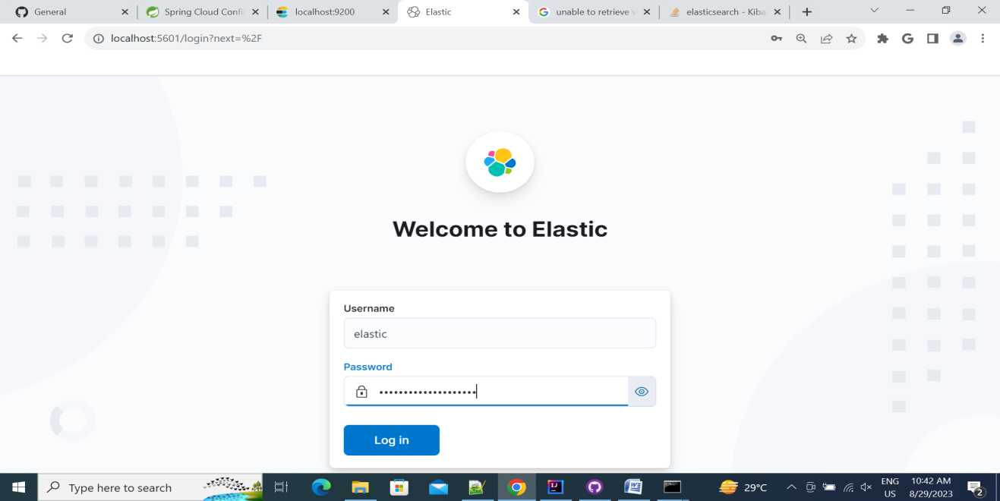 General
Spring Cloud Confi
localhost:9200
Elastic
unable to retrieve v
elasticsearch - Kiba
localhost:5601/login?next=%2F
Welcome to Elastic
Username
elastic
Password
••••••••••••••••••••
Log in
Type here to search
29°C
ENG
US
10:42 AM
8/29/2023
2